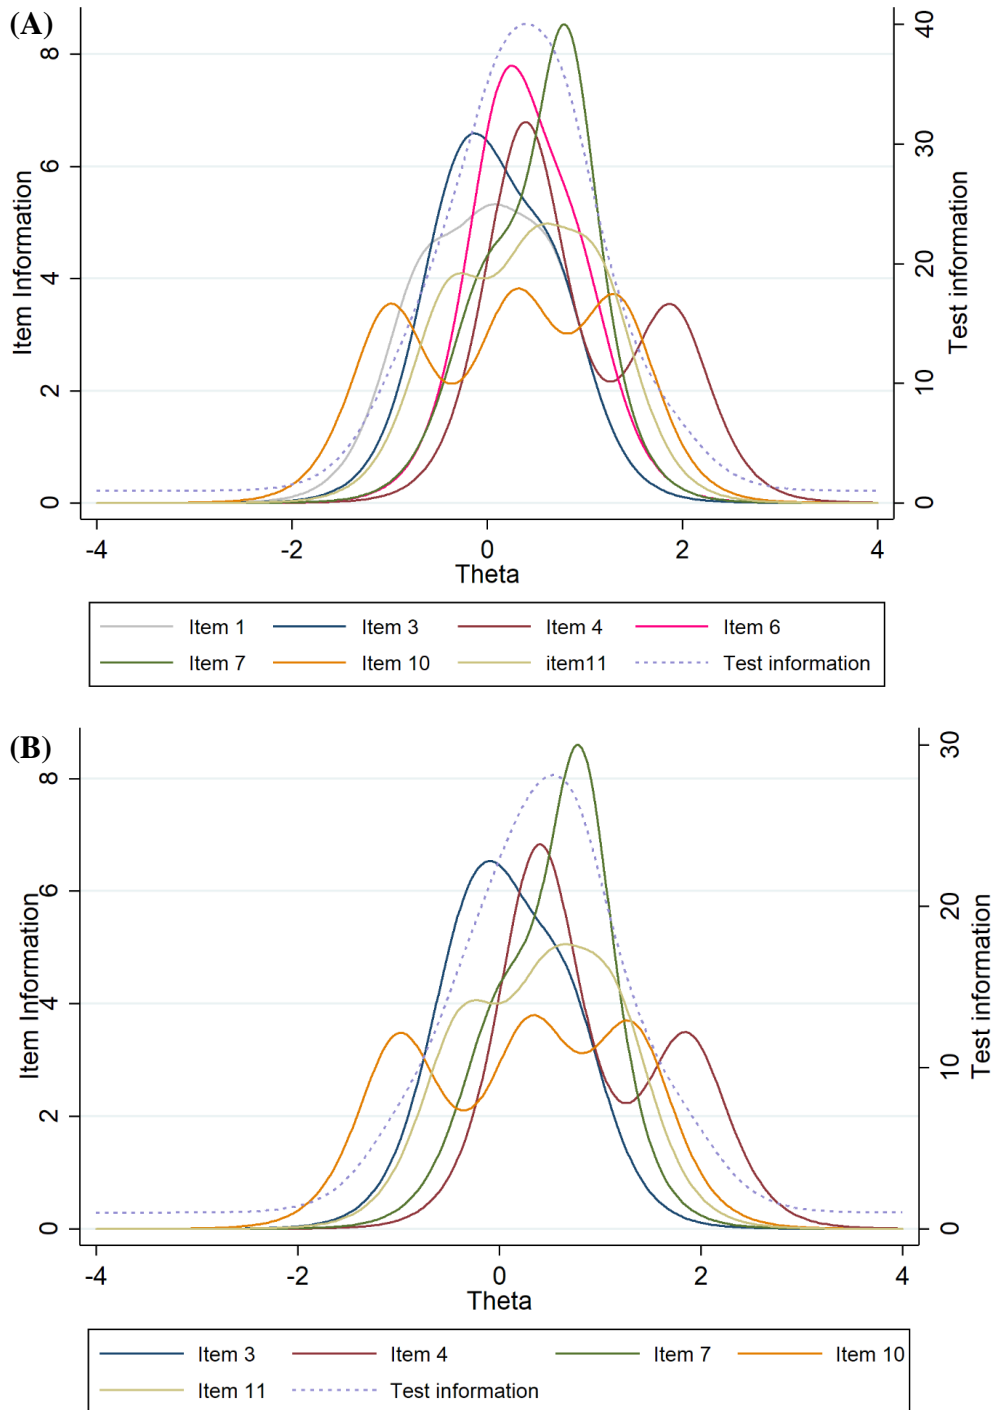 (A)
8
6
4
2
0
Item Information
40
30
20
10
0
Test information
-4 -2 0 2 4
Theta
Item 1 Item 3 Item 4 Item 6
Item 7 Item 10 item11 Test information
(B)
8
6
4
2
0
Item Information
30
20
10
0
Test information
-4 -2 0 2 4
Theta
Item 3 Item 4 Item 7 Item 10
Item 11 Test information